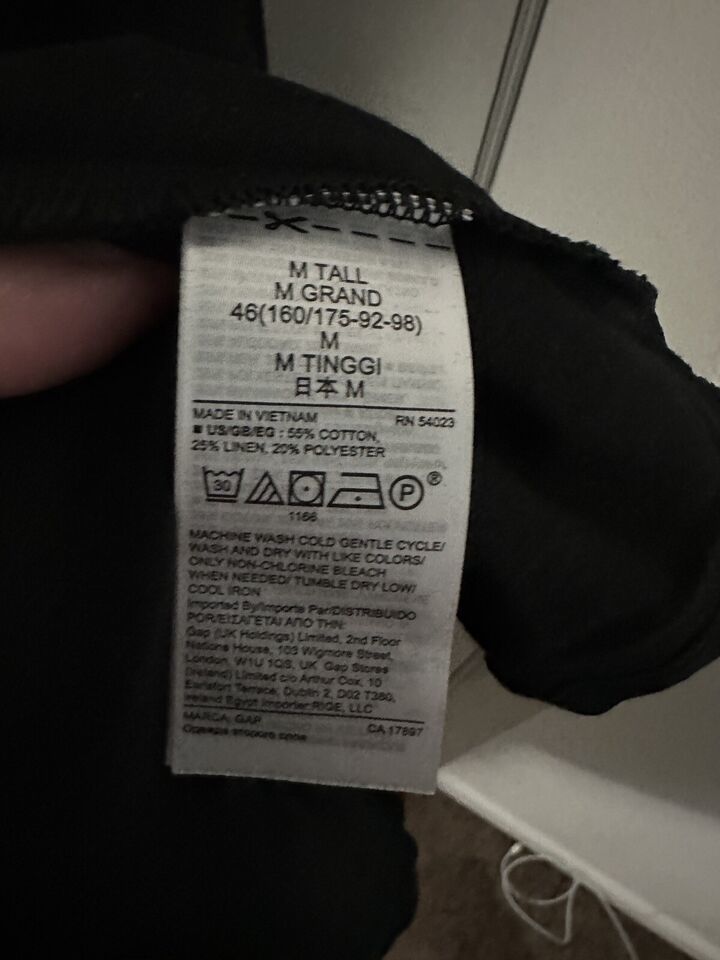 M TALL
M GRAND
46(160/175-92-98)
M
M TINGGI
日本 M
MADE IN VIETNAM RN 54023
■ US/GB/EG : 55% COTTON,
25% LINEN, 20% POLYESTER
30 P ®
1166
MACHINE WASH COLD GENTLE CYCLE/
WASH AND DRY WITH LIKE COLORS/
ONLY NON-CHLORINE BLEACH
WHEN NEEDED/ TUMBLE DRY LOW/
COOL IRON
Imported By/Importe Par/DISTRIBUIDO
POR/ΕΙΣΑΓΕΤΑΙ ΑΠΟ ΤΗΝ:
Gap (UK Holdings) Limited, 2nd Floor
Nations House, 103 Wigmore Street,
London, W1U 1QS, UK Gap Stores
(Ireland) Limited c/o Arthur Cox, 10
Earlsfort Terrace, Dublin 2, D02 T380,
Ireland Egypt Importer:RIGE, LLC
MARCA: GAP CA 17897